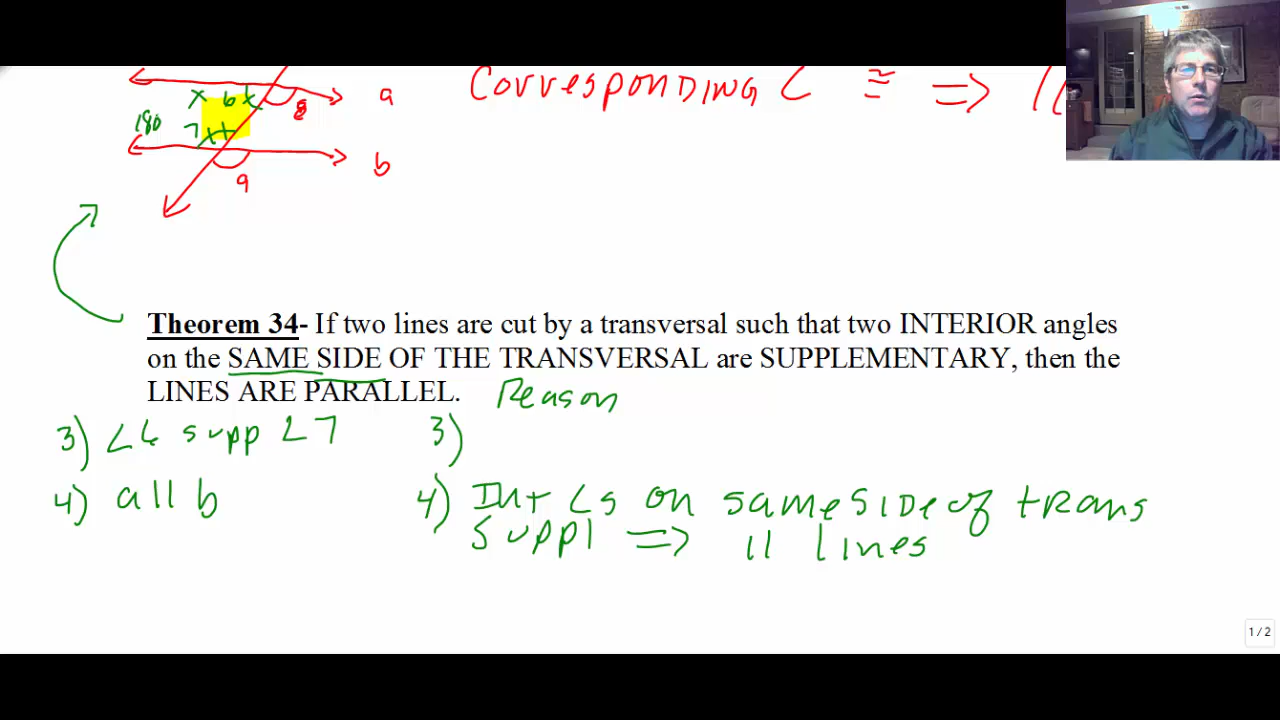 Corresponding ∠ ≅ ⇒ ||
x 6 8 a
180 7 x
b
9
Theorem 34- If two lines are cut by a transversal such that two INTERIOR angles
on the SAME SIDE OF THE TRANSVERSAL are SUPPLEMENTARY, then the
LINES ARE PARALLEL. Reason
3) ∠6 supp ∠7 3)
4) a || b 4) Int ∠s on same side of trans
suppl ⇒ || lines
1 / 2